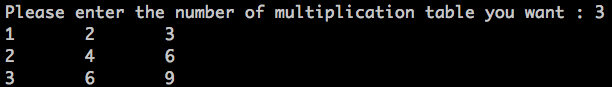 Please enter the number of multiplication table you want : 3
1 2 3
2 4 6
3 6 9